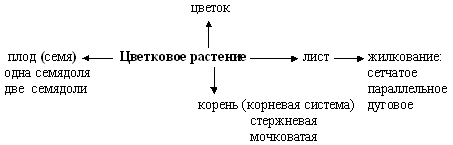 цветок
плод (семя)
одна семядоля
две семядоли
Цветковое растение
лист
жилкование:
сетчатое
параллельное
дуговое
корень (корневая система)
стержневая
мочковатая